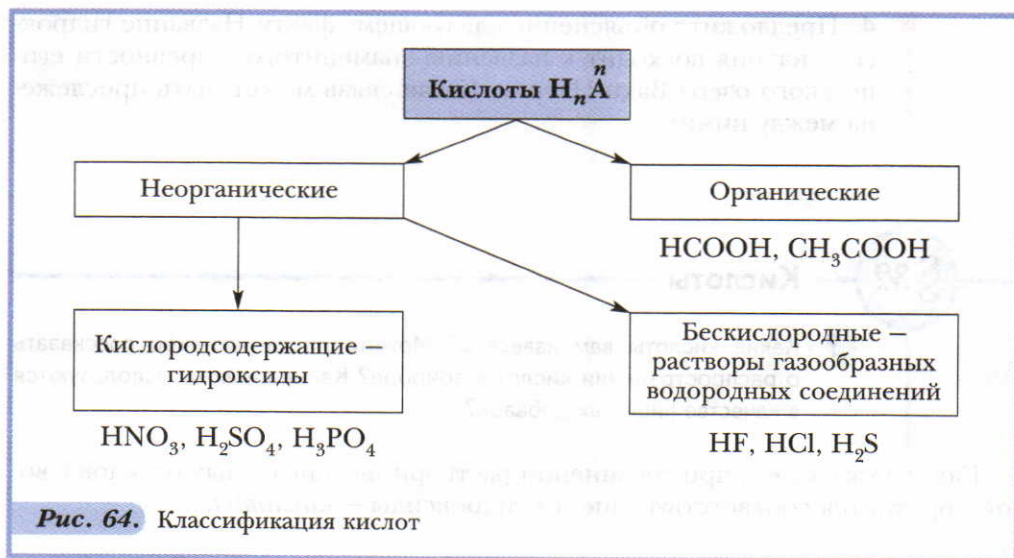 Кислоты HₙAⁿ
Неорганические
Органические
HCOOH, CH₃COOH
Кислородсодержащие
гидроксиды
Бескислородные –
растворы газообразных
водородных соединений
HNO₃, H₂SO₄, H₃PO₄
HF, HCl, H₂S
Рис. 64. Классификация кислот